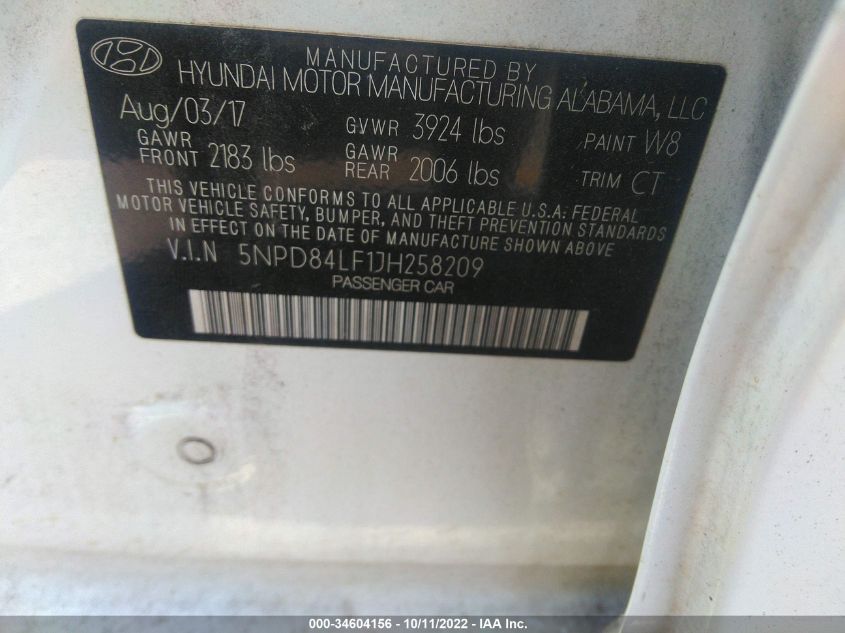 MANUFACTURED BY
HYUNDAI MOTOR MANUFACTURING ALABAMA, LLC
Aug/03/17 GVWR 3924 lbs PAINT W8
GAWR FRONT 2183 lbs GAWR REAR 2006 lbs TRIM CT
THIS VEHICLE CONFORMS TO ALL APPLICABLE U.S.A. FEDERAL
MOTOR VEHICLE SAFETY, BUMPER, AND THEFT PREVENTION STANDARDS
IN EFFECT ON THE DATE OF MANUFACTURE SHOWN ABOVE
V.I.N 5NPD84LF1JH258209
PASSENGER CAR
000-34604156 - 10/11/2022 - IAA Inc.